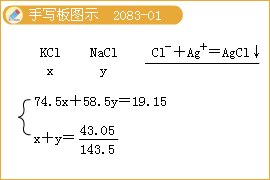 手写板图示 2083-01
KCl NaCl Cl⁻+Ag⁺=AgCl↓
x y
74.5x+58.5y=19.15
x+y=43.05/143.5